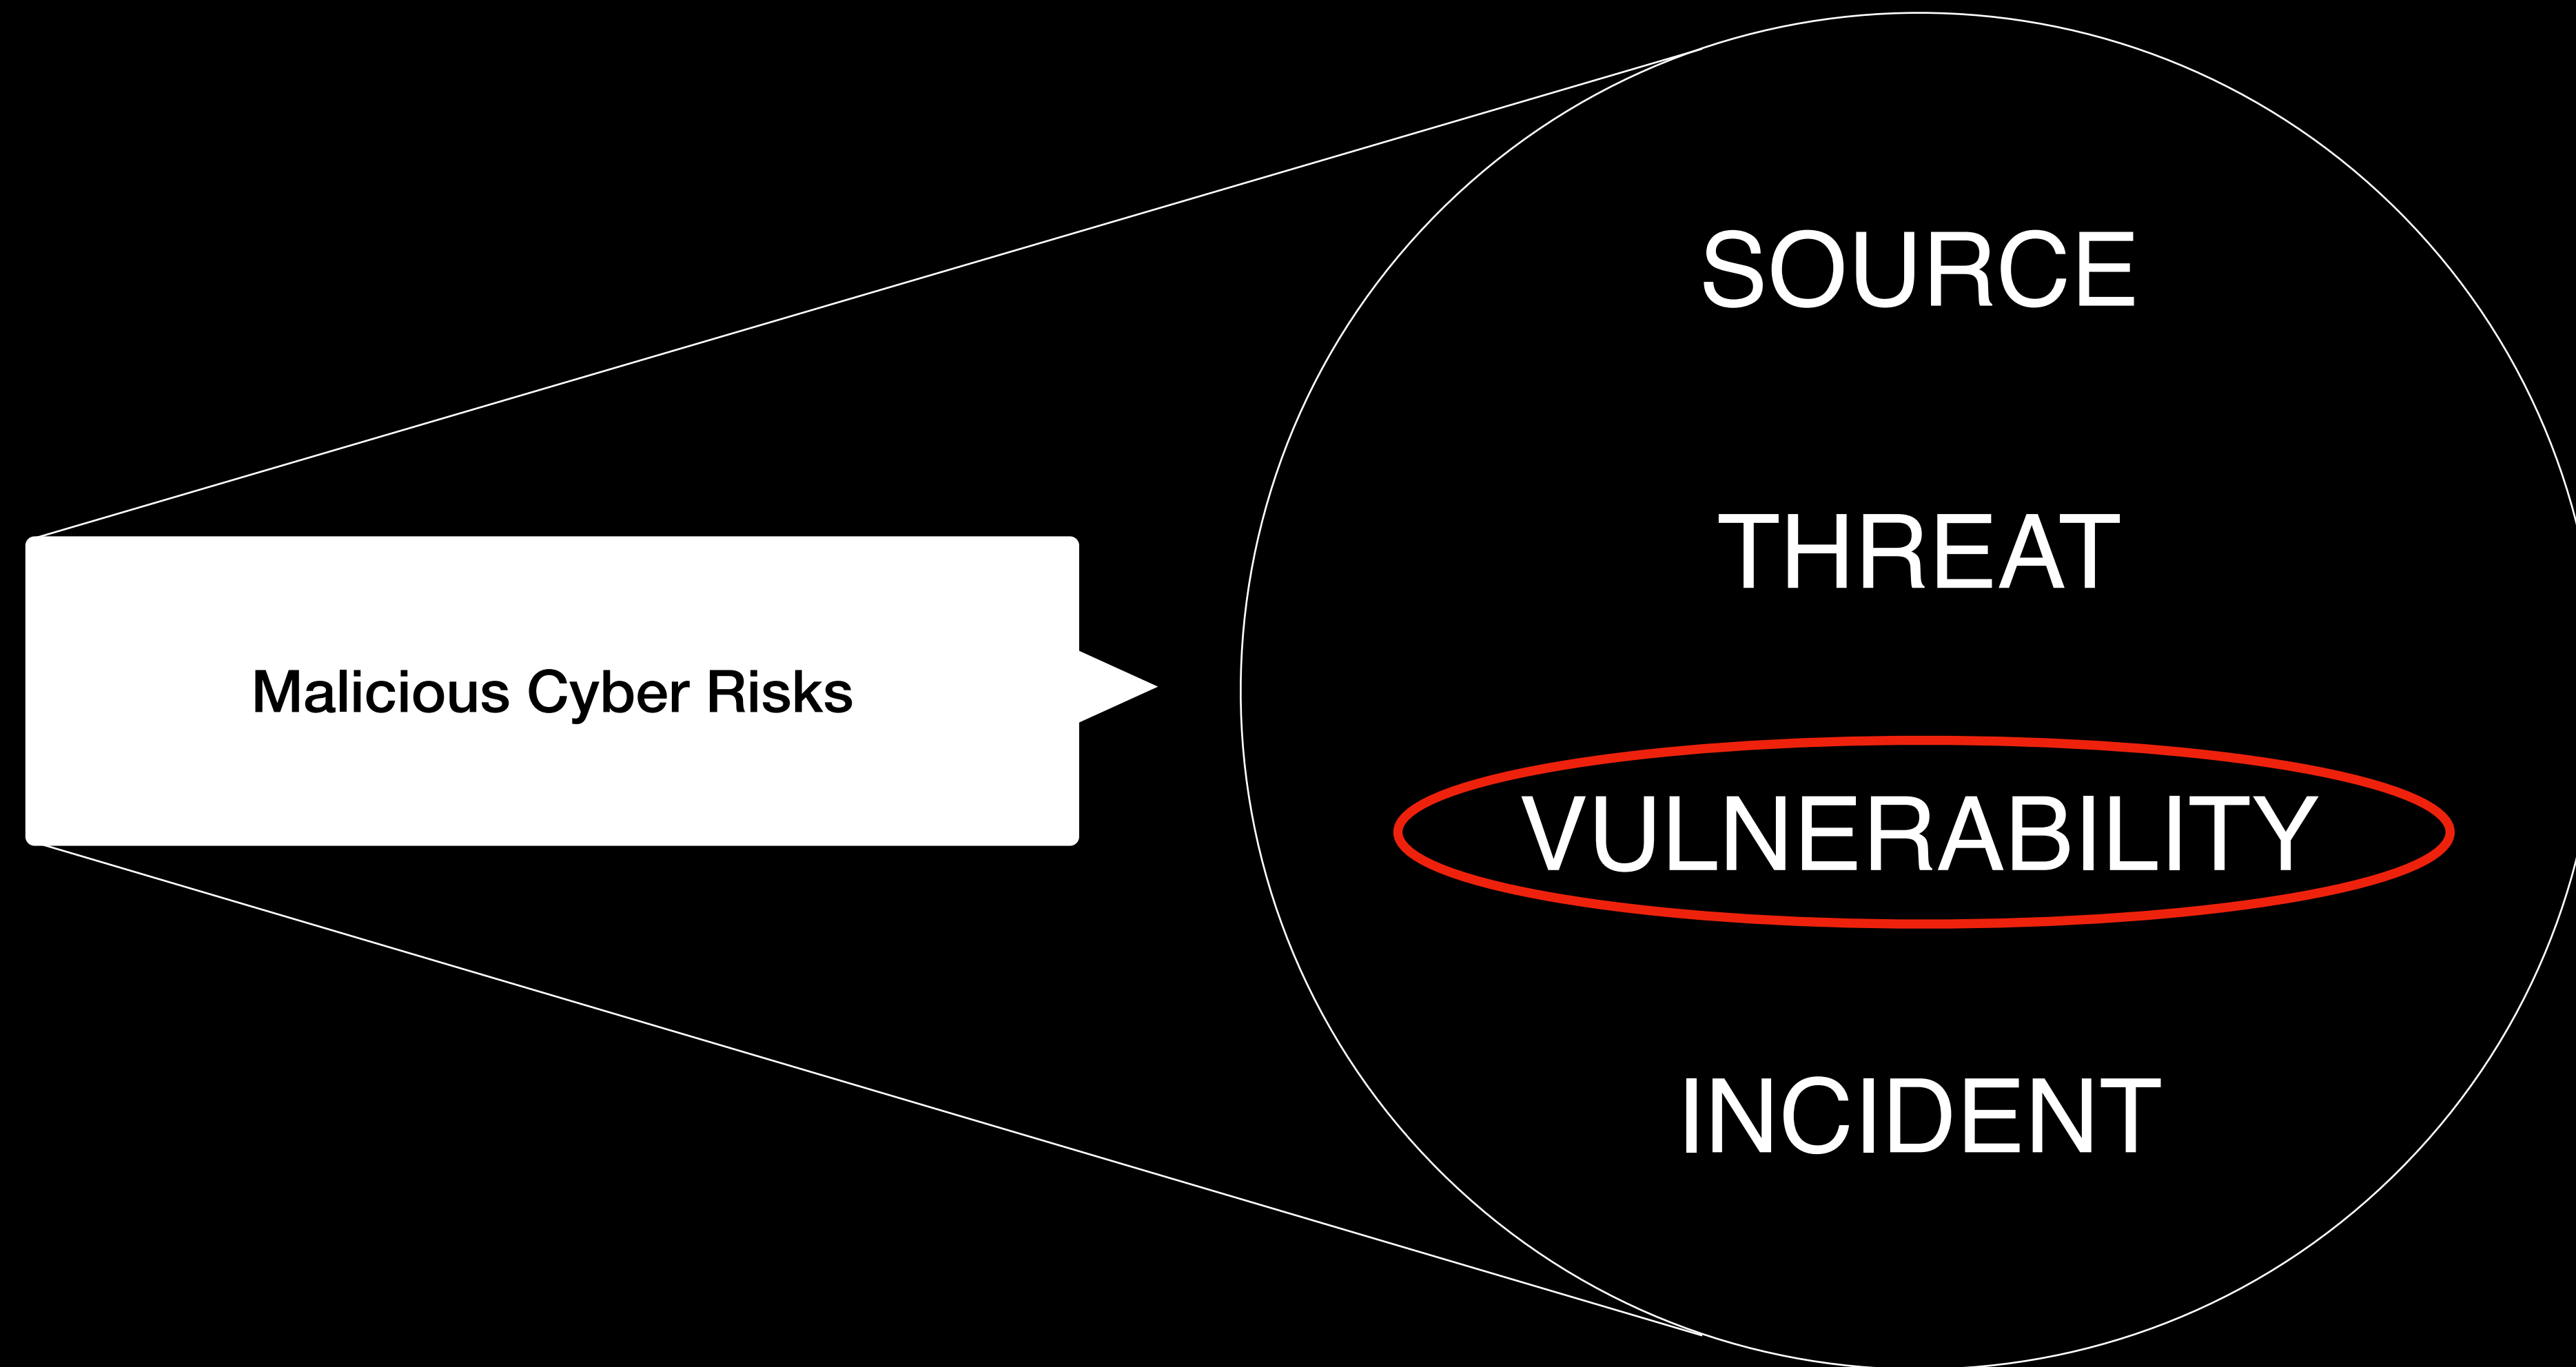 Malicious Cyber Risks
SOURCE
THREAT
VULNERABILITY
INCIDENT